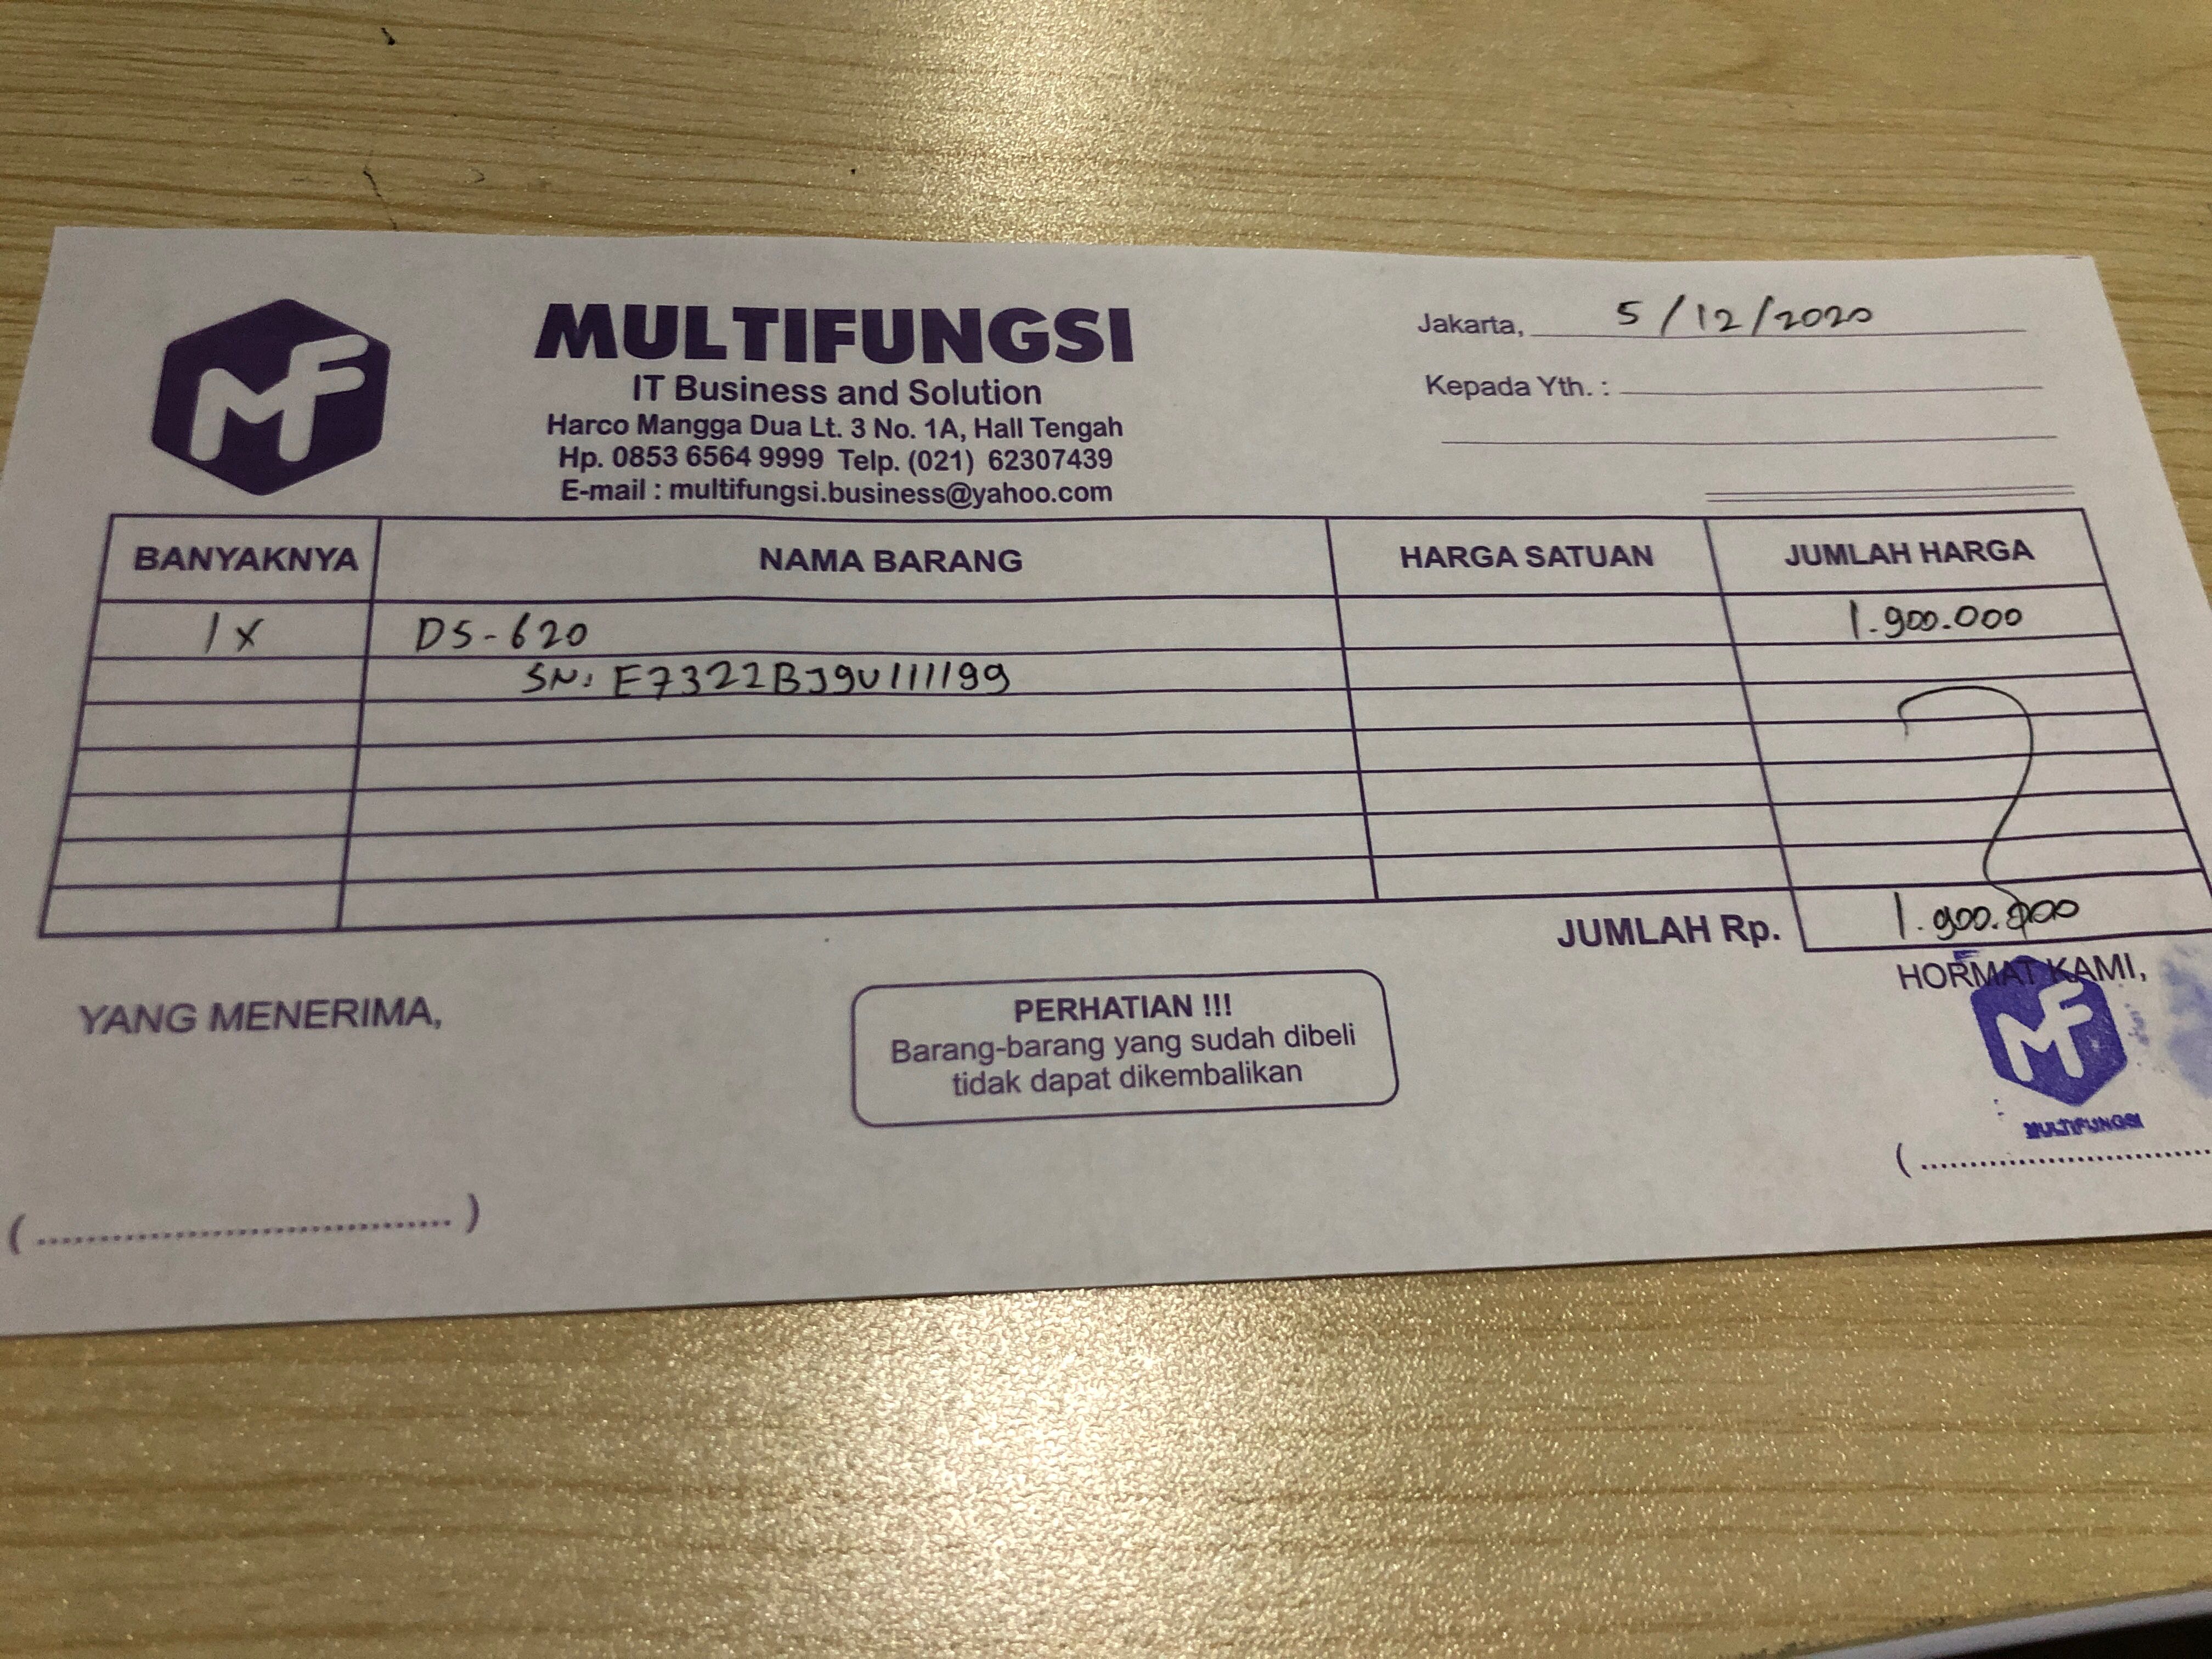 MF
MULTIFUNGSI
IT Business and Solution
Harco Mangga Dua Lt. 3 No. 1A, Hall Tengah
Hp. 0853 6564 9999 Telp. (021) 62307439
E-mail : multifungsi.business@yahoo.com
Jakarta, 5/12/2020
Kepada Yth. :
BANYAKNYA NAMA BARANG HARGA SATUAN JUMLAH HARGA
1x DS-620 1.900.000
SN: E7322BJ9U111199
JUMLAH Rp. 1.900.000
YANG MENERIMA,
PERHATIAN !!!
Barang-barang yang sudah dibeli
tidak dapat dikembalikan
HORMAT KAMI,
MF
MULTIFUNGSI